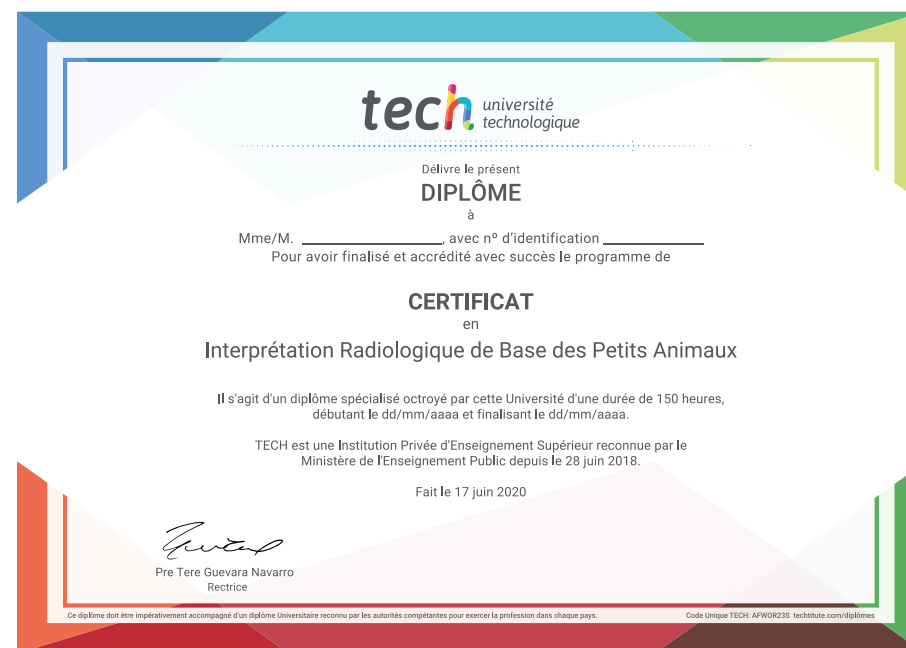 tech université
technologique
Délivre le présent
DIPLÔME
à
Mme/M. ____________________, avec nº d'identification ______________
Pour avoir finalisé et accrédité avec succès le programme de
CERTIFICAT
en
Interprétation Radiologique de Base des Petits Animaux
Il s'agit d'un diplôme spécialisé octroyé par cette Université d'une durée de 150 heures,
débutant le dd/mm/aaaa et finalisant le dd/mm/aaaa.
TECH est une Institution Privée d'Enseignement Supérieur reconnue par le
Ministère de l'Enseignement Public depuis le 28 juin 2018.
Fait le 17 juin 2020
Pre Tere Guevara Navarro
Rectrice
Ce diplôme doit être impérativement accompagné d'un diplôme Universitaire reconnu par les autorités compétentes pour exercer la profession dans chaque pays.
Code Unique TECH: AFWOR23S techtitute.com/diplômes